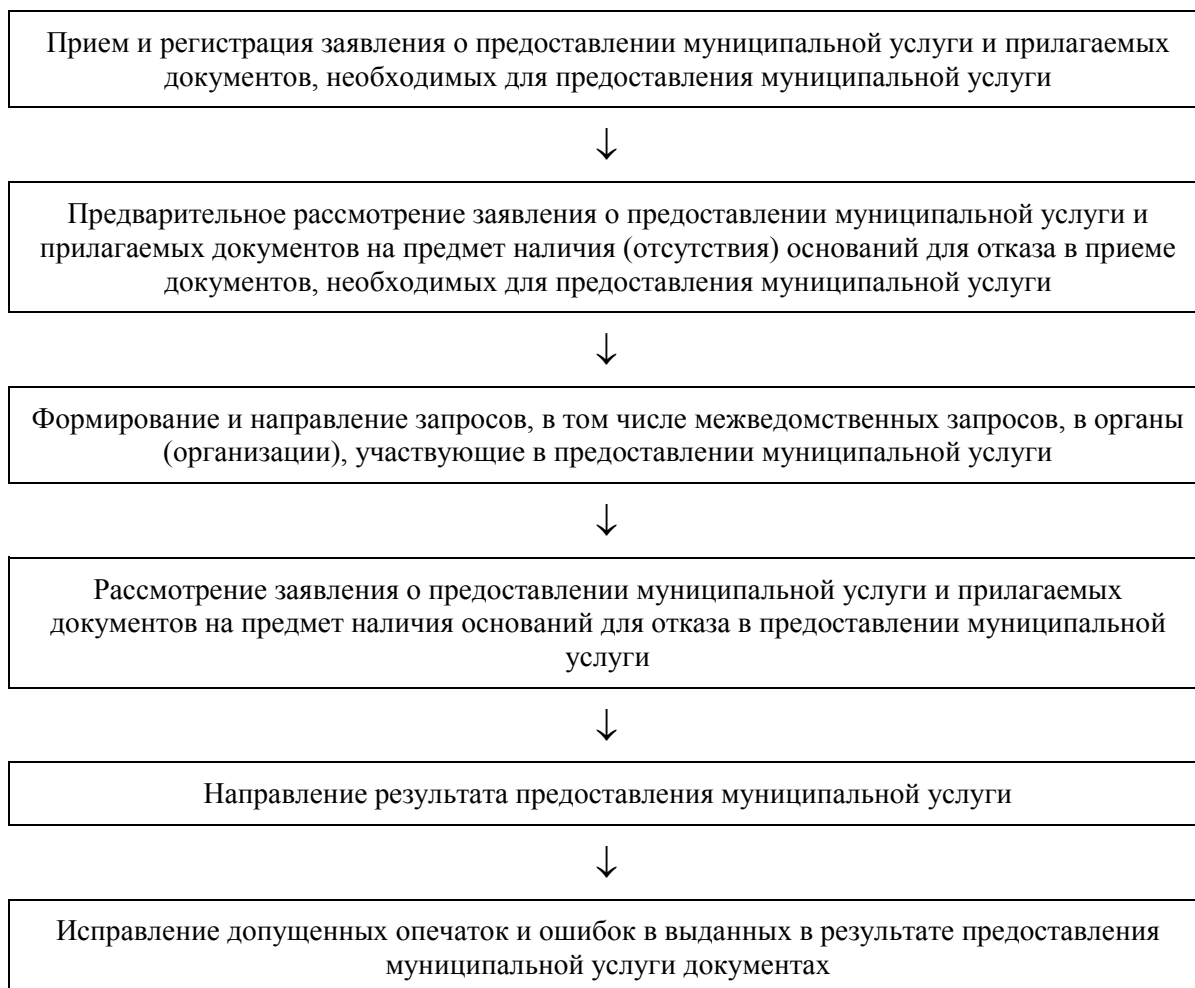 Прием и регистрация заявления о предоставлении муниципальной услуги и прилагаемых
документов, необходимых для предоставления муниципальной услуги
↓
Предварительное рассмотрение заявления о предоставлении муниципальной услуги и
прилагаемых документов на предмет наличия (отсутствия) оснований для отказа в приеме
документов, необходимых для предоставления муниципальной услуги
↓
Формирование и направление запросов, в том числе межведомственных запросов, в органы
(организации), участвующие в предоставлении муниципальной услуги
↓
Рассмотрение заявления о предоставлении муниципальной услуги и прилагаемых
документов на предмет наличия оснований для отказа в предоставлении муниципальной
услуги
↓
Направление результата предоставления муниципальной услуги
↓
Исправление допущенных опечаток и ошибок в выданных в результате предоставления
муниципальной услуги документах